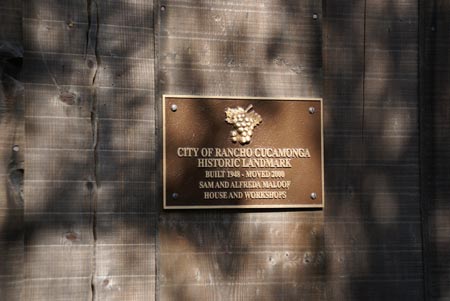 CITY OF RANCHO CUCAMONGA
HISTORIC LANDMARK
BUILT 1948 - MOVED 2000
SAM AND ALFREDA MALOOF
HOUSE AND WORKSHOPS